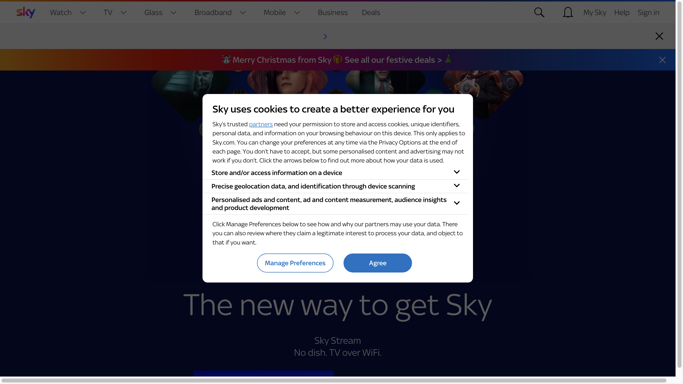 sky
Watch
TV
Glass
Broadband
Mobile
Business
Deals
My Sky
Help
Sign in
Merry Christmas from Sky See all our festive deals >
Sky uses cookies to create a better experience for you
Sky's trusted partners need your permission to store and access cookies, unique identifiers,
personal data, and information on your browsing behaviour on this device. This only applies to
Sky.com. You can change your preferences at any time via the Privacy Options at the end of
each page. You don't have to accept, but some personalised content and advertising may not
work if you don't. Click the arrows below to find out more about how your data is used.
Store and/or access information on a device
Precise geolocation data, and identification through device scanning
Personalised ads and content, ad and content measurement, audience insights
and product development
Click Manage Preferences below to see how and why our partners may use your data. There
you can also review where they claim a legitimate interest to process your data, and object to
that if you want.
Manage Preferences
Agree
The new way to get Sky
Sky Stream
No dish. TV over WiFi.